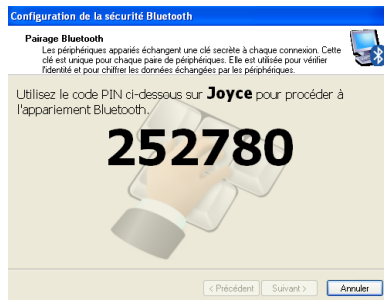 Configuration de la sécurité Bluetooth
Pairage Bluetooth
Les périphériques appariés échangent une clé secrète à chaque connexion. Cette
clé est unique pour chaque paire de périphériques. Elle est utilisée pour vérifier
l'identité et pour chiffrer les données échangées par les périphériques.
Utilisez le code PIN ci-dessous sur Joyce pour procéder à
l'appariement Bluetooth.
252780
< Précédent Suivant > Annuler